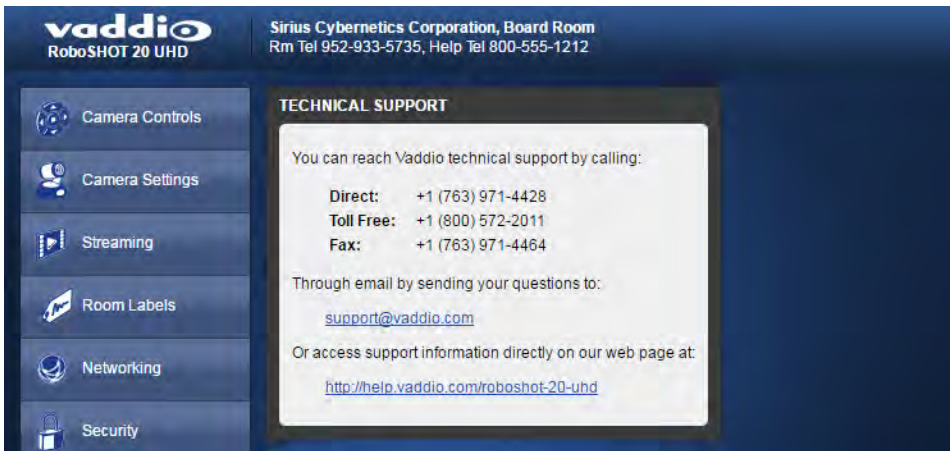 vaddio
RoboSHOT 20 UHD
Sirius Cybernetics Corporation, Board Room
Rm Tel 952-933-5735, Help Tel 800-555-1212
Camera Controls
Camera Settings
Streaming
Room Labels
Networking
Security
TECHNICAL SUPPORT
You can reach Vaddio technical support by calling:
Direct: +1 (763) 971-4428
Toll Free: +1 (800) 572-2011
Fax: +1 (763) 971-4464
Through email by sending your questions to:
support@vaddio.com
Or access support information directly on our web page at:
http://help.vaddio.com/roboshot-20-uhd